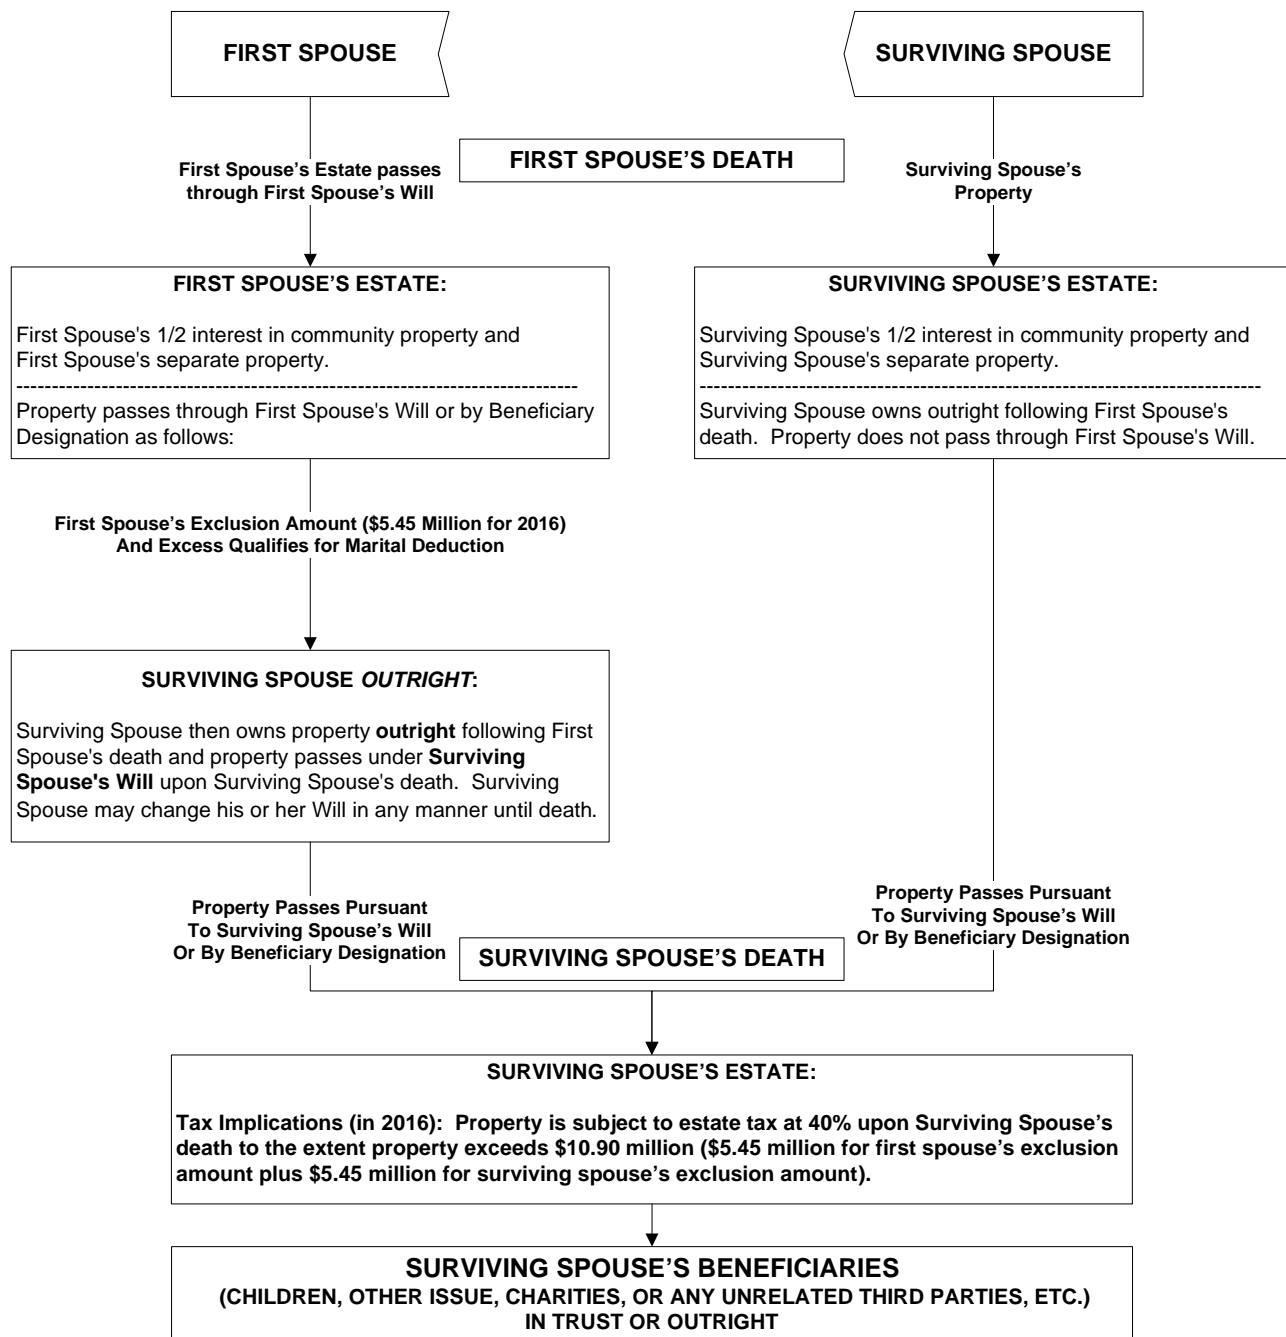 FIRST SPOUSE
SURVIVING SPOUSE
FIRST SPOUSE'S DEATH
First Spouse's Estate passes
through First Spouse's Will
Surviving Spouse's
Property
FIRST SPOUSE'S ESTATE:
First Spouse's 1/2 interest in community property and
First Spouse's separate property.
-------------------------------------------------------------------------------
Property passes through First Spouse's Will or by Beneficiary
Designation as follows:
SURVIVING SPOUSE'S ESTATE:
Surviving Spouse's 1/2 interest in community property and
Surviving Spouse's separate property.
-------------------------------------------------------------------------------
Surviving Spouse owns outright following First Spouse's
death.  Property does not pass through First Spouse's Will.
First Spouse's Exclusion Amount ($5.45 Million for 2016)
And Excess Qualifies for Marital Deduction
SURVIVING SPOUSE OUTRIGHT:
Surviving Spouse then owns property outright following First
Spouse's death and property passes under Surviving
Spouse's Will upon Surviving Spouse's death.  Surviving
Spouse may change his or her Will in any manner until death.
Property Passes Pursuant
To Surviving Spouse's Will
Or By Beneficiary Designation
Property Passes Pursuant
To Surviving Spouse's Will
Or By Beneficiary Designation
SURVIVING SPOUSE'S DEATH
SURVIVING SPOUSE'S ESTATE:
Tax Implications (in 2016):  Property is subject to estate tax at 40% upon Surviving Spouse's
death to the extent property exceeds $10.90 million ($5.45 million for first spouse's exclusion
amount plus $5.45 million for surviving spouse's exclusion amount).
SURVIVING SPOUSE'S BENEFICIARIES
(CHILDREN, OTHER ISSUE, CHARITIES, OR ANY UNRELATED THIRD PARTIES, ETC.)
IN TRUST OR OUTRIGHT